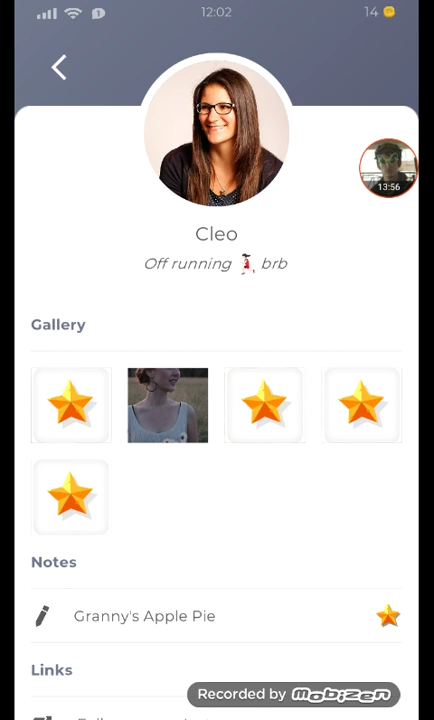 12:02
14
Cleo
Off running brb
13:56
Gallery
Notes
Granny's Apple Pie
Links
Recorded by mobizen